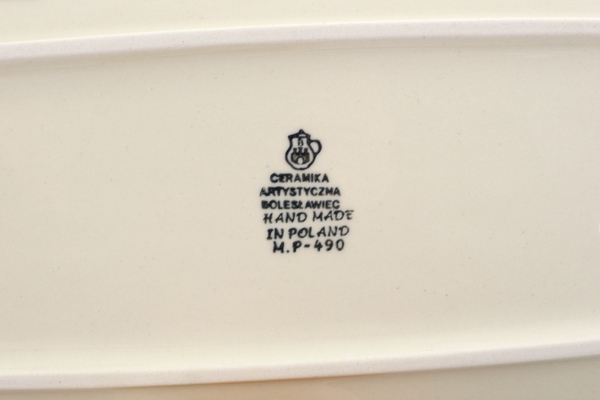 CERAMIKA
ARTYSTYCZNA
BOLESŁAWIEC
HAND MADE
IN POLAND
M.P-490